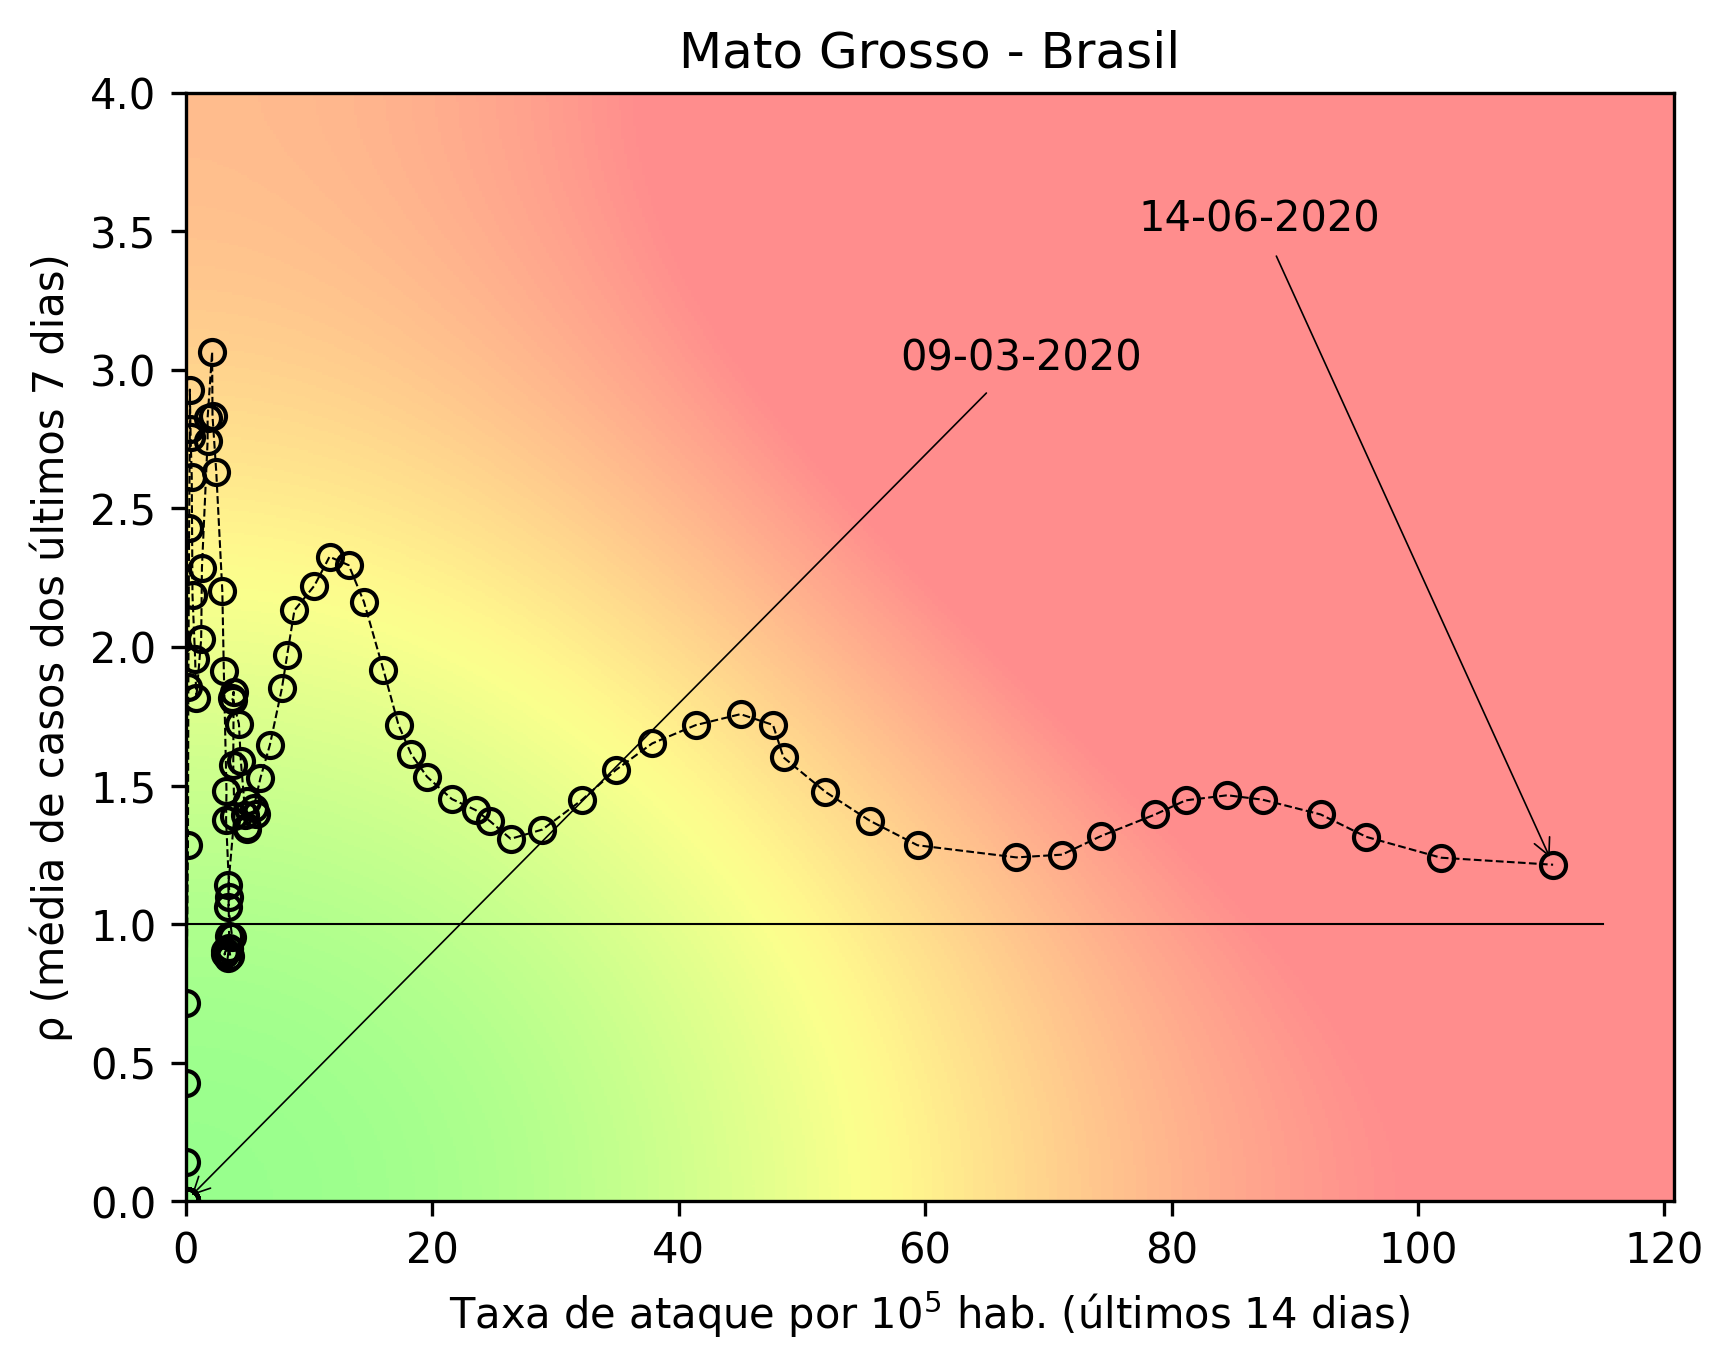 Mato Grosso - Brasil
4.0
3.5
3.0
2.5
2.0
1.5
1.0
0.5
0.0
ρ (média de casos dos últimos 7 dias)
14-06-2020
09-03-2020
0 20 40 60 80 100 120
Taxa de ataque por 10⁵ hab. (últimos 14 dias)